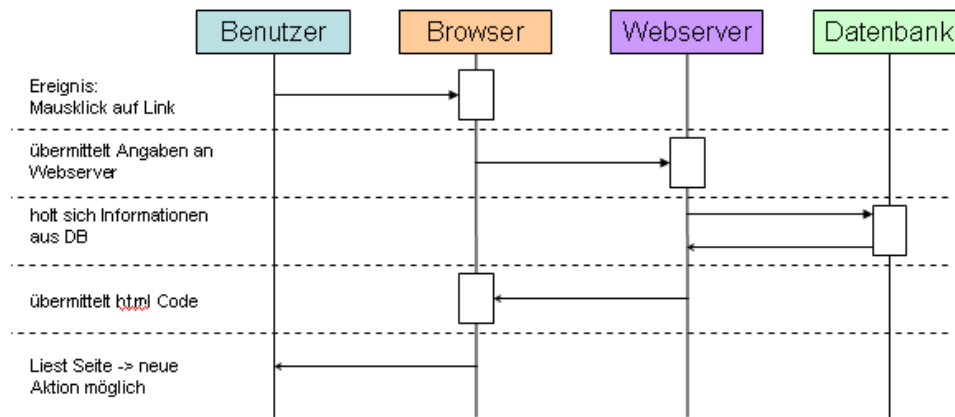 Benutzer
Browser
Webserver
Datenbank
Ereignis:
Mausklick auf Link
übermittelt Angaben an
Webserver
holt sich Informationen
aus DB
übermittelt html Code
Liest Seite -> neue
Aktion möglich